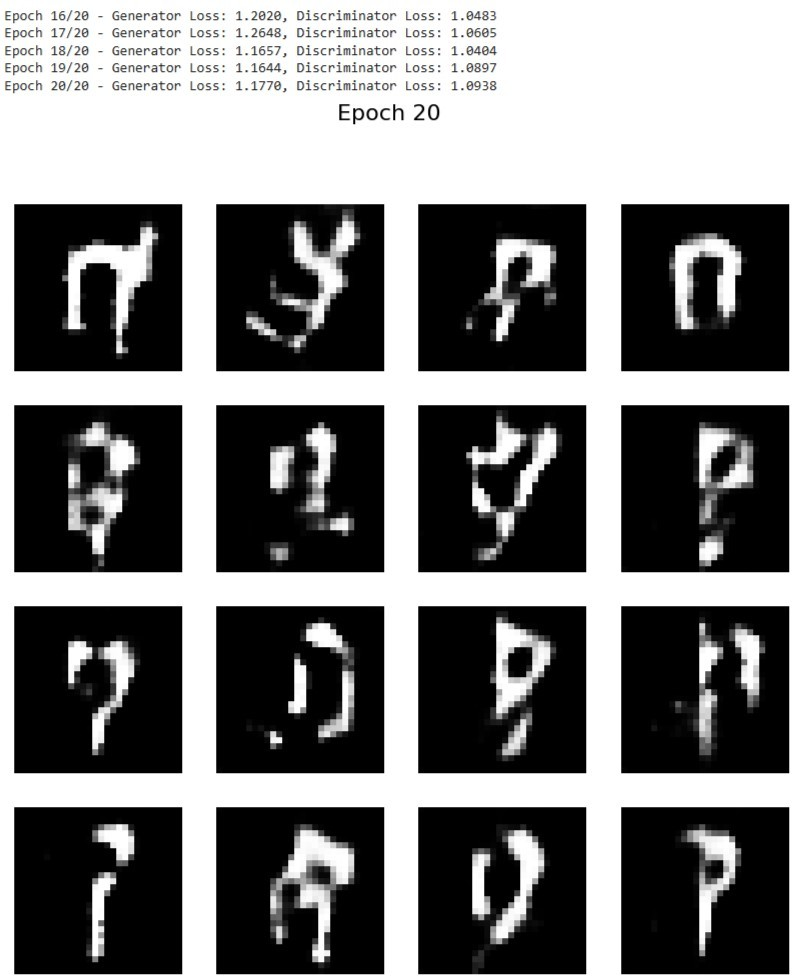 Epoch 16/20 - Generator Loss: 1.2020, Discriminator Loss: 1.0483
Epoch 17/20 - Generator Loss: 1.2648, Discriminator Loss: 1.0605
Epoch 18/20 - Generator Loss: 1.1657, Discriminator Loss: 1.0404
Epoch 19/20 - Generator Loss: 1.1644, Discriminator Loss: 1.0897
Epoch 20/20 - Generator Loss: 1.1770, Discriminator Loss: 1.0938
Epoch 20